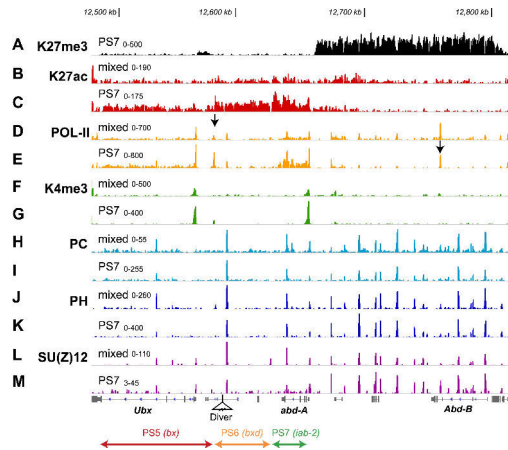 12,500 kb 12,600 kb 12,700 kb 12,800 kb
A K27me3 PS7 0-500
B K27ac mixed 0-190
C PS7 0-175
D POL-II mixed 0-700
E PS7 0-800
F K4me3 mixed 0-500
G PS7 0-400
H PC mixed 0-55
I PS7 0-255
J PH mixed 0-260
K PS7 0-400
L SU(Z)12 mixed 0-110
M PS7 3-45
Ubx Diver abd-A Abd-B
PS5 (bx) PS6 (bxd) PS7 (iab-2)